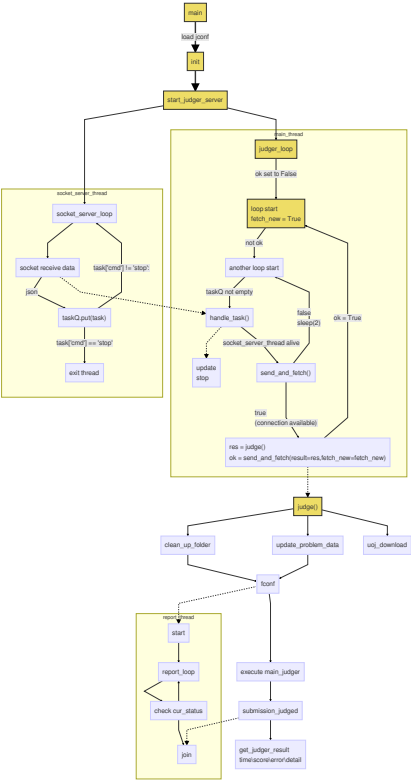 main
load jconf
init
start_judger_server
main_thread
judger_loop
ok set to False
socket_server_thread
socket_server_loop
loop start
fetch_new = True
not ok
socket receive data
task['cmd'] != 'stop':
another loop start
json
taskQ not empty
false
sleep(2)
ok = True
taskQ.put(task)
handle_task()
task['cmd'] == 'stop'
socket_server_thread alive
exit thread
update
stop
send_and_fetch()
true
(connection available)
res = judge()
ok = send_and_fetch(result=res,fetch_new=fetch_new)
judge()
clean_up_folder
update_problem_data
uoj_download
fconf
report_thread
start
report_loop
execute main_judger
check cur_status
submission_judged
join
get_judger_result
time\score\error\detail